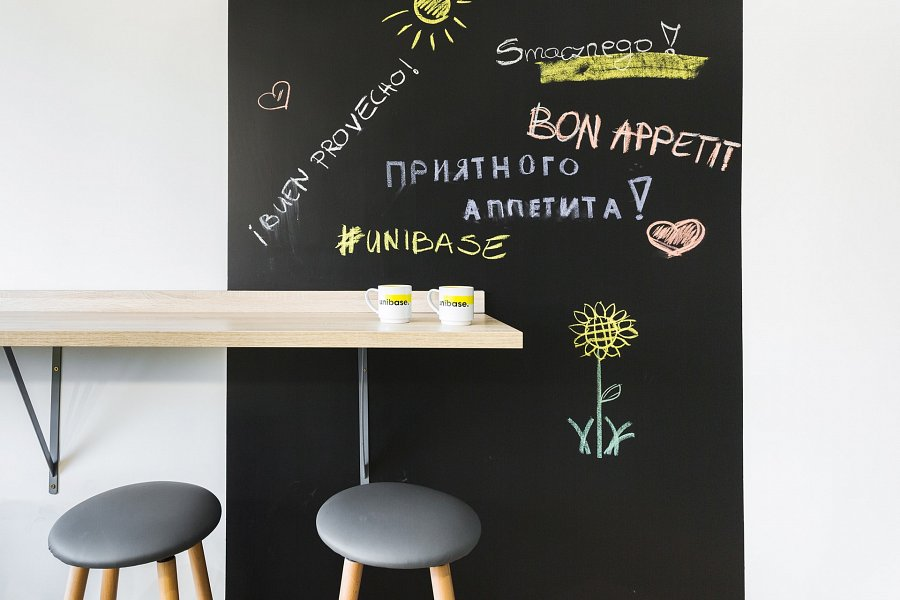 Smacznego!
¡BUEN PROVECHO!
BON APPETIT
ПРИЯТНОГО
АППЕТИТА!
#UNIBASE
unibase.
unibase.